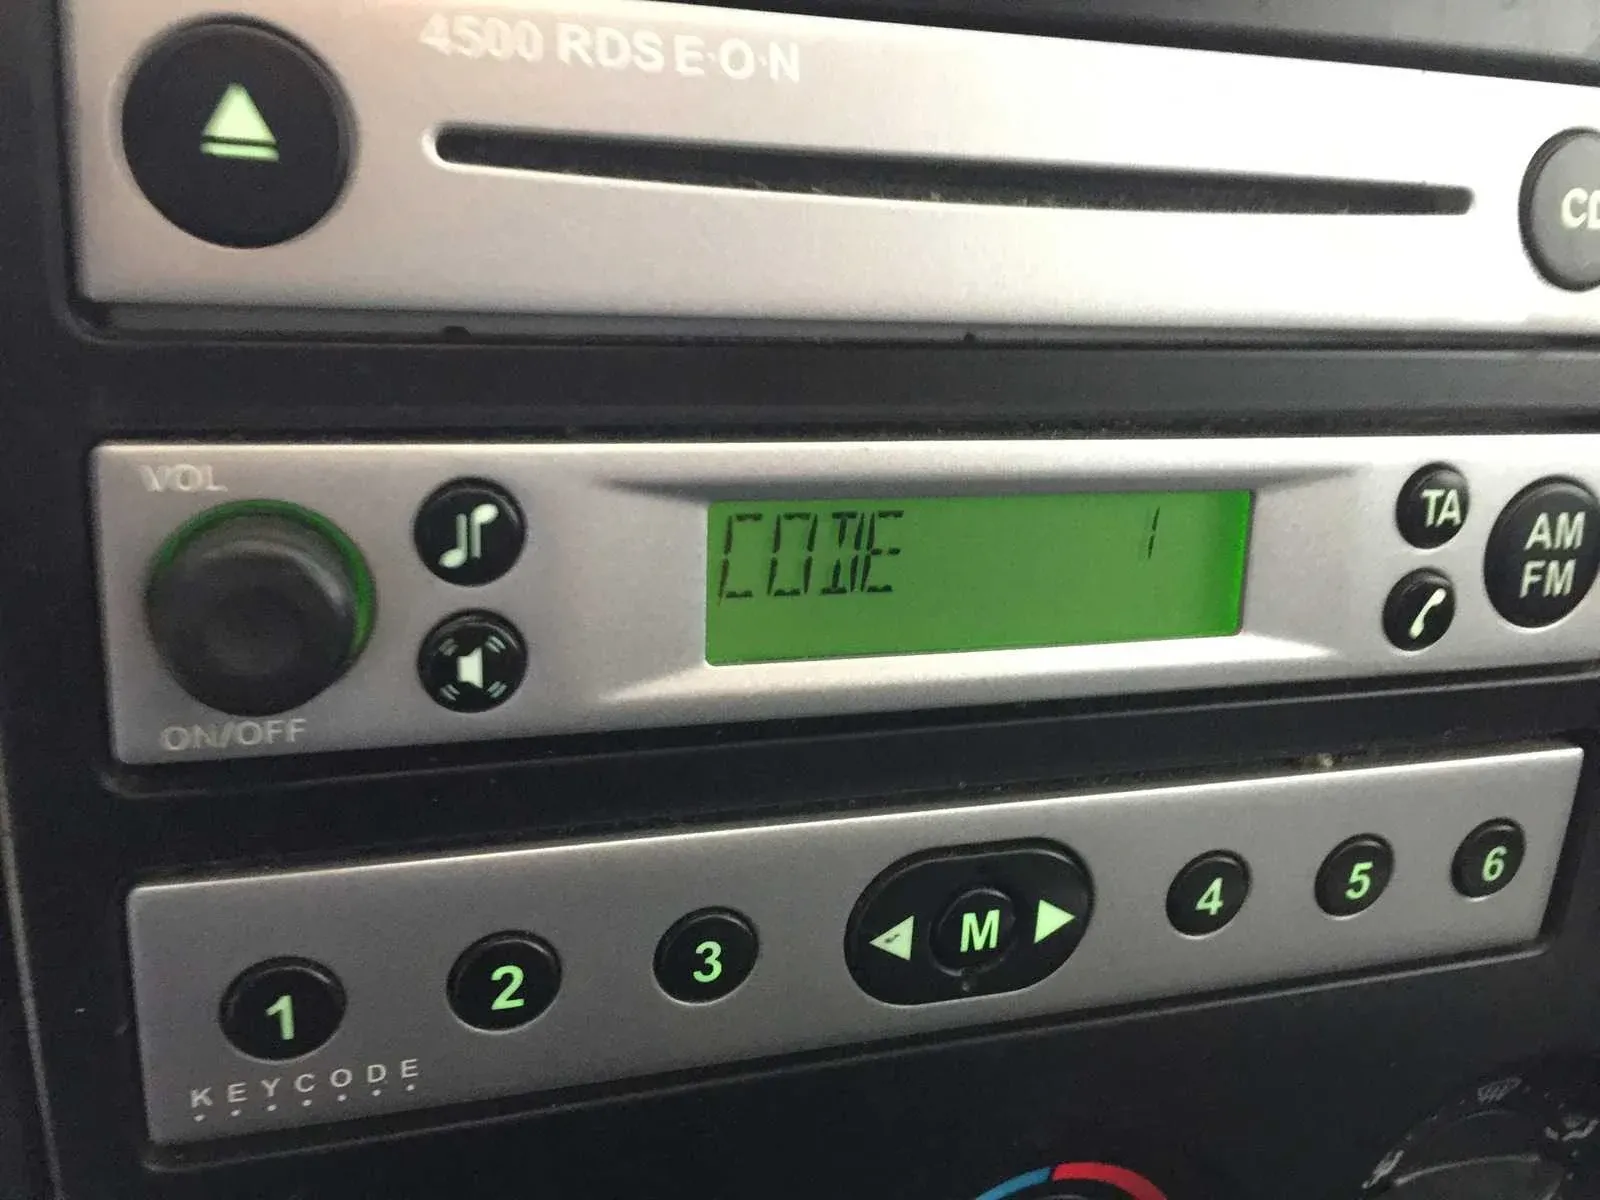 4500 RDS E·O·N
CD
VOL
CODE 1
TA
AM
FM
ON/OFF
1 2 3 M 4 5 6
KEYCODE